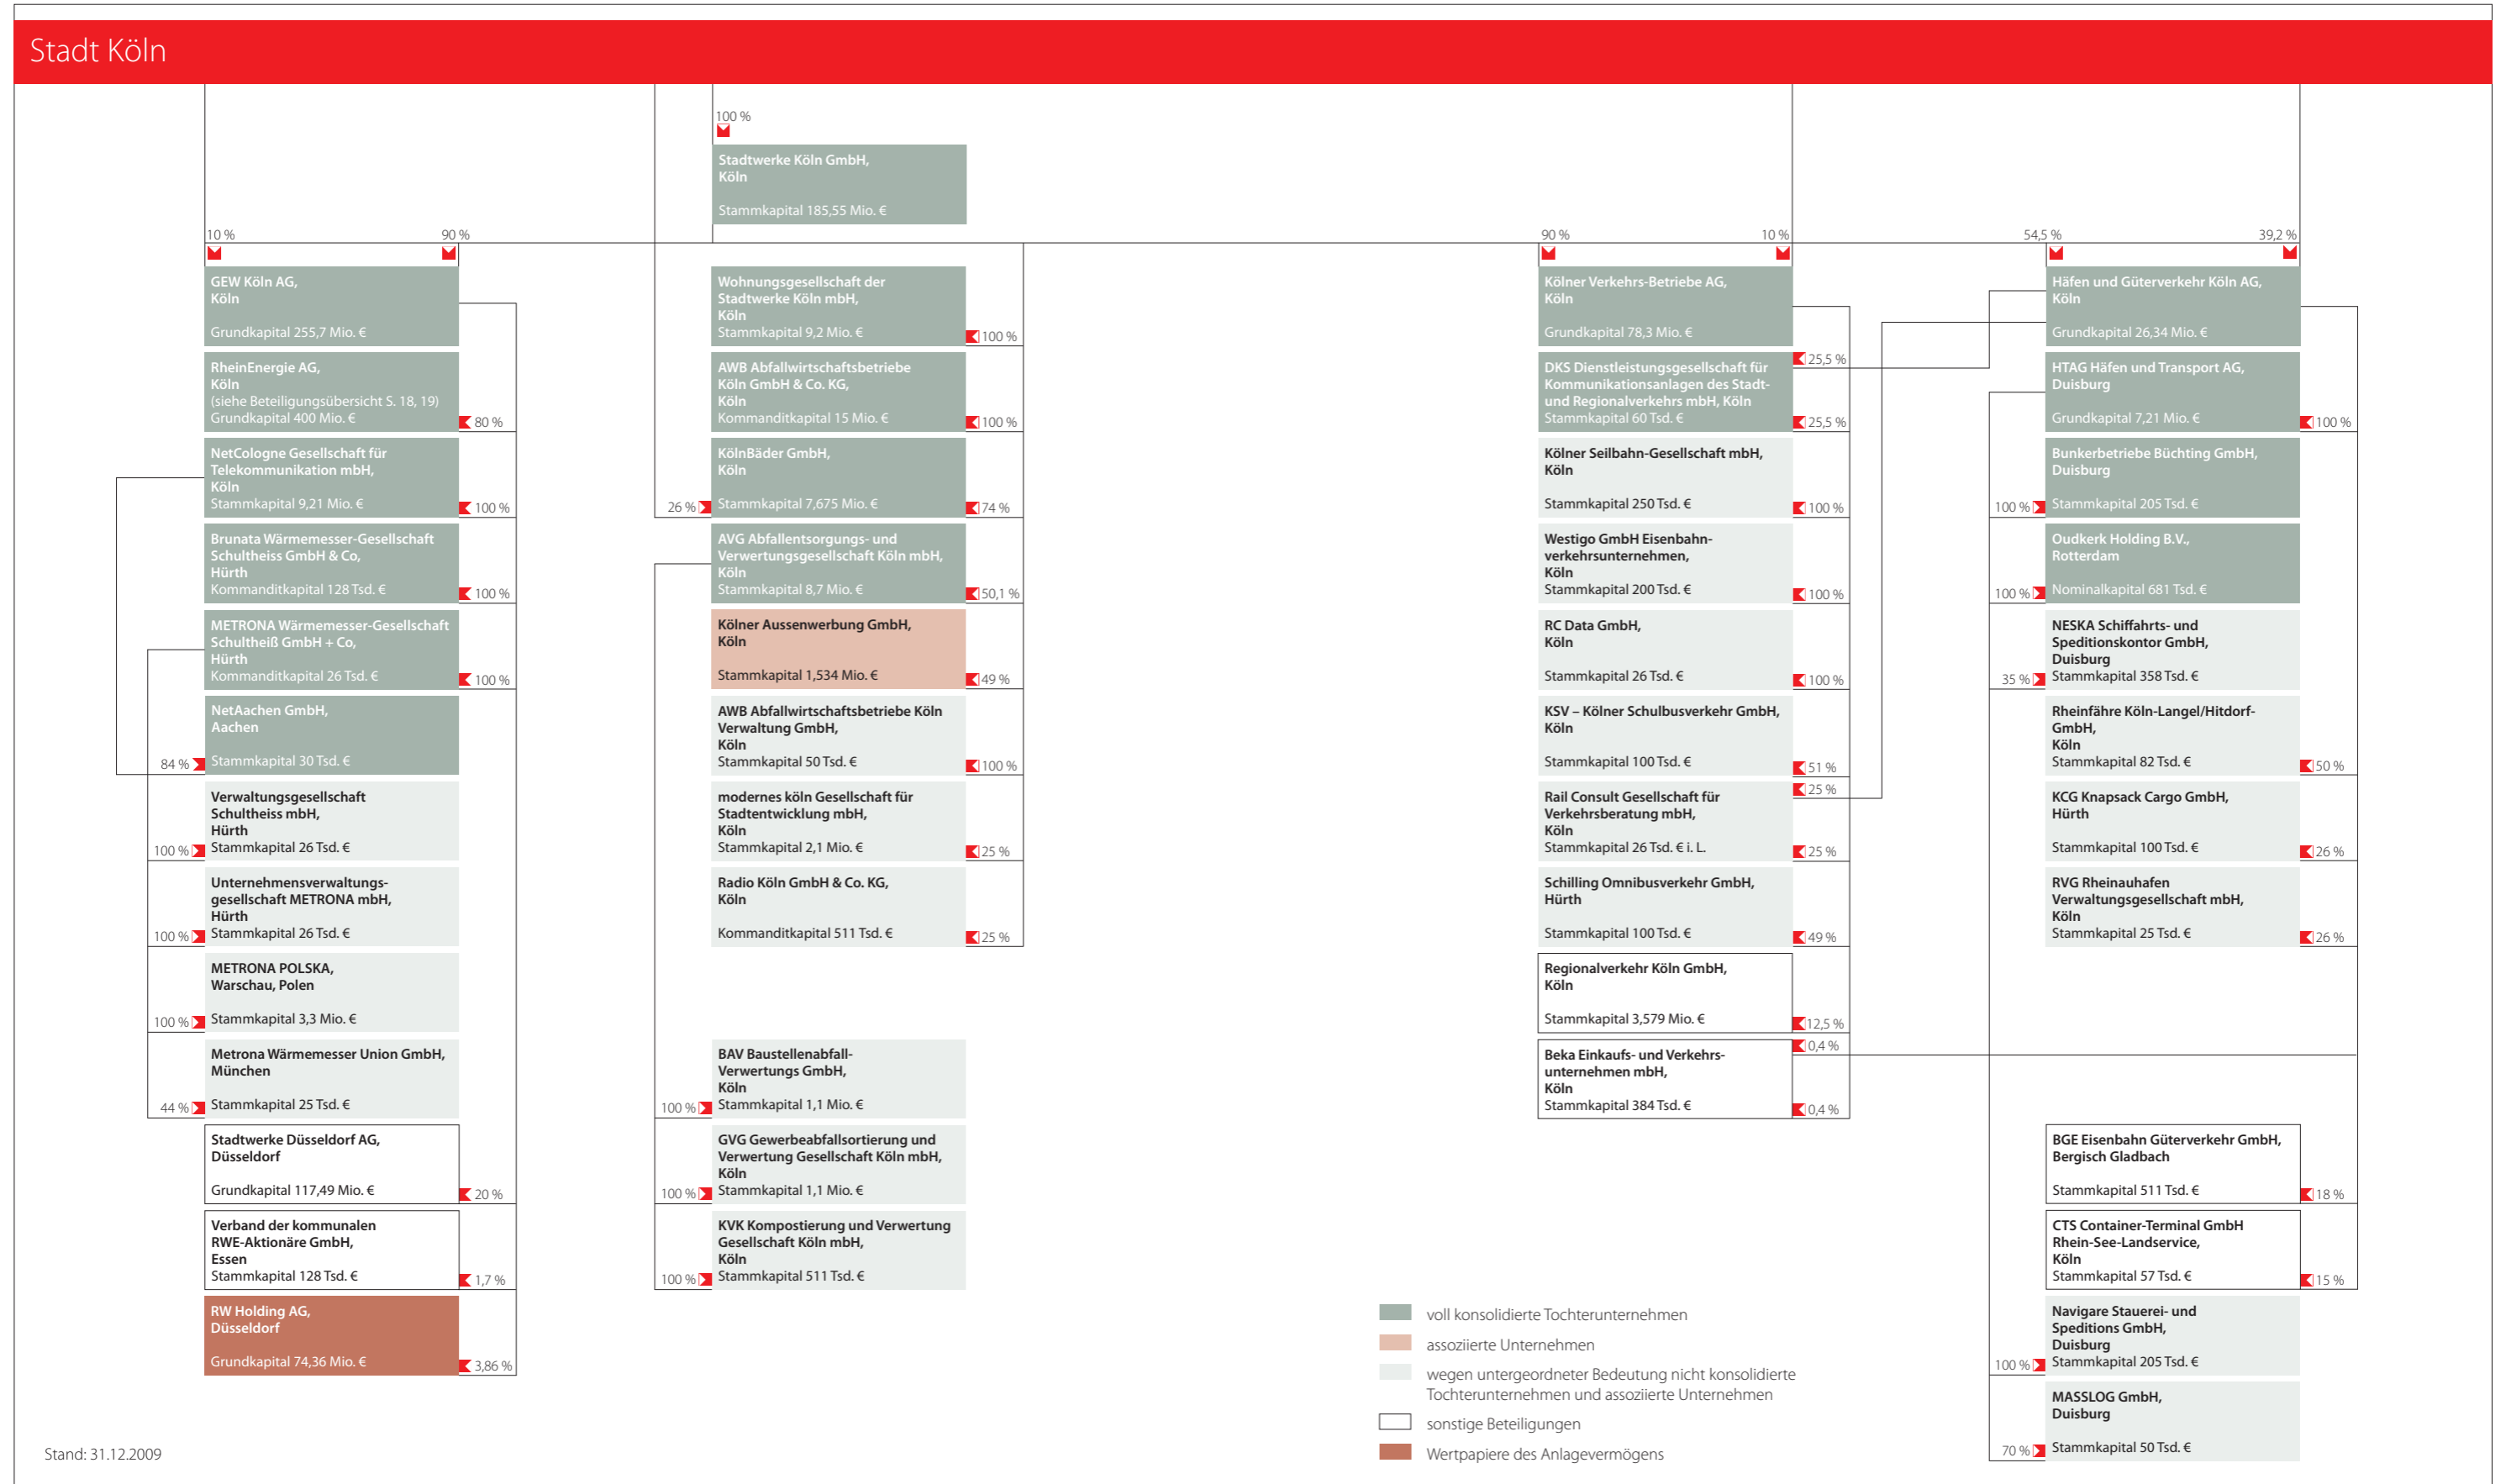 Stadt Köln
100 %
Stadtwerke Köln GmbH,
Köln
Stammkapital 185,55 Mio. €
10 %
90 %
GEW Köln AG,
Köln
Grundkapital 255,7 Mio. €
RheinEnergie AG,
Köln
(siehe Beteiligungsübersicht S. 18, 19)
Grundkapital 400 Mio. €
80 %
NetCologne Gesellschaft für
Telekommunikation mbH,
Köln
Stammkapital 9,21 Mio. €
100 %
Brunata Wärmemesser-Gesellschaft
Schultheiss GmbH & Co,
Hürth
Kommanditkapital 128 Tsd. €
100 %
METRONA Wärmemesser-Gesellschaft
Schultheiß GmbH + Co,
Hürth
Kommanditkapital 26 Tsd. €
100 %
NetAachen GmbH,
Aachen
84 %
Stammkapital 30 Tsd. €
Verwaltungsgesellschaft
Schultheiss mbH,
Hürth
100 %
Stammkapital 26 Tsd. €
Unternehmensverwaltungs-
gesellschaft METRONA mbH,
Hürth
100 %
Stammkapital 26 Tsd. €
METRONA POLSKA,
Warschau, Polen
100 %
Stammkapital 3,3 Mio. €
Metrona Wärmemesser Union GmbH,
München
44 %
Stammkapital 25 Tsd. €
Stadtwerke Düsseldorf AG,
Düsseldorf
Grundkapital 117,49 Mio. €
20 %
Verband der kommunalen
RWE-Aktionäre GmbH,
Essen
Stammkapital 128 Tsd. €
1,7 %
RW Holding AG,
Düsseldorf
Grundkapital 74,36 Mio. €
3,86 %
Wohnungsgesellschaft der
Stadtwerke Köln mbH,
Köln
Stammkapital 9,2 Mio. €
100 %
AWB Abfallwirtschaftsbetriebe
Köln GmbH & Co. KG,
Köln
Kommanditkapital 15 Mio. €
100 %
KölnBäder GmbH,
Köln
26 %
Stammkapital 7,675 Mio. €
74 %
AVG Abfallentsorgungs- und
Verwertungsgesellschaft Köln mbH,
Köln
Stammkapital 8,7 Mio. €
50,1 %
Kölner Aussenwerbung GmbH,
Köln
Stammkapital 1,534 Mio. €
49 %
AWB Abfallwirtschaftsbetriebe Köln
Verwaltung GmbH,
Köln
Stammkapital 50 Tsd. €
100 %
modernes köln Gesellschaft für
Stadtentwicklung mbH,
Köln
Stammkapital 2,1 Mio. €
25 %
Radio Köln GmbH & Co. KG,
Köln
Kommanditkapital 511 Tsd. €
25 %
BAV Baustellenabfall-
Verwertungs GmbH,
Köln
100 %
Stammkapital 1,1 Mio. €
GVG Gewerbeabfallsortierung und
Verwertung Gesellschaft Köln mbH,
Köln
100 %
Stammkapital 1,1 Mio. €
KVK Kompostierung und Verwertung
Gesellschaft Köln mbH,
Köln
100 %
Stammkapital 511 Tsd. €
90 %
10 %
Kölner Verkehrs-Betriebe AG,
Köln
Grundkapital 78,3 Mio. €
25,5 %
DKS Dienstleistungsgesellschaft für
Kommunikationsanlagen des Stadt-
und Regionalverkehrs mbH, Köln
Stammkapital 60 Tsd. €
25,5 %
Kölner Seilbahn-Gesellschaft mbH,
Köln
Stammkapital 250 Tsd. €
100 %
Westigo GmbH Eisenbahn-
verkehrsunternehmen,
Köln
Stammkapital 200 Tsd. €
100 %
RC Data GmbH,
Köln
Stammkapital 26 Tsd. €
100 %
KSV – Kölner Schulbusverkehr GmbH,
Köln
Stammkapital 100 Tsd. €
51 %
25 %
Rail Consult Gesellschaft für
Verkehrsberatung mbH,
Köln
Stammkapital 26 Tsd. € i. L.
25 %
Schilling Omnibusverkehr GmbH,
Hürth
Stammkapital 100 Tsd. €
49 %
Regionalverkehr Köln GmbH,
Köln
Stammkapital 3,579 Mio. €
12,5 %
0,4 %
Beka Einkaufs- und Verkehrs-
unternehmen mbH,
Köln
Stammkapital 384 Tsd. €
0,4 %
54,5 %
39,2 %
Häfen und Güterverkehr Köln AG,
Köln
Grundkapital 26,34 Mio. €
HTAG Häfen und Transport AG,
Duisburg
Grundkapital 7,21 Mio. €
100 %
Bunkerbetriebe Büchting GmbH,
Duisburg
100 %
Stammkapital 205 Tsd. €
Oudkerk Holding B.V.,
Rotterdam
100 %
Nominalkapital 681 Tsd. €
NESKA Schiffahrts- und
Speditionskontor GmbH,
Duisburg
35 %
Stammkapital 358 Tsd. €
Rheinfähre Köln-Langel/Hitdorf-
GmbH,
Köln
Stammkapital 82 Tsd. €
50 %
KCG Knapsack Cargo GmbH,
Hürth
Stammkapital 100 Tsd. €
26 %
RVG Rheinauhafen
Verwaltungsgesellschaft mbH,
Köln
Stammkapital 25 Tsd. €
26 %
BGE Eisenbahn Güterverkehr GmbH,
Bergisch Gladbach
Stammkapital 511 Tsd. €
18 %
CTS Container-Terminal GmbH
Rhein-See-Landservice,
Köln
Stammkapital 57 Tsd. €
15 %
Navigare Stauerei- und
Speditions GmbH,
Duisburg
100 %
Stammkapital 205 Tsd. €
MASSLOG GmbH,
Duisburg
70 %
Stammkapital 50 Tsd. €
voll konsolidierte Tochterunternehmen
assoziierte Unternehmen
wegen untergeordneter Bedeutung nicht konsolidierte
Tochterunternehmen und assoziierte Unternehmen
sonstige Beteiligungen
Wertpapiere des Anlagevermögens
Stand: 31.12.2009